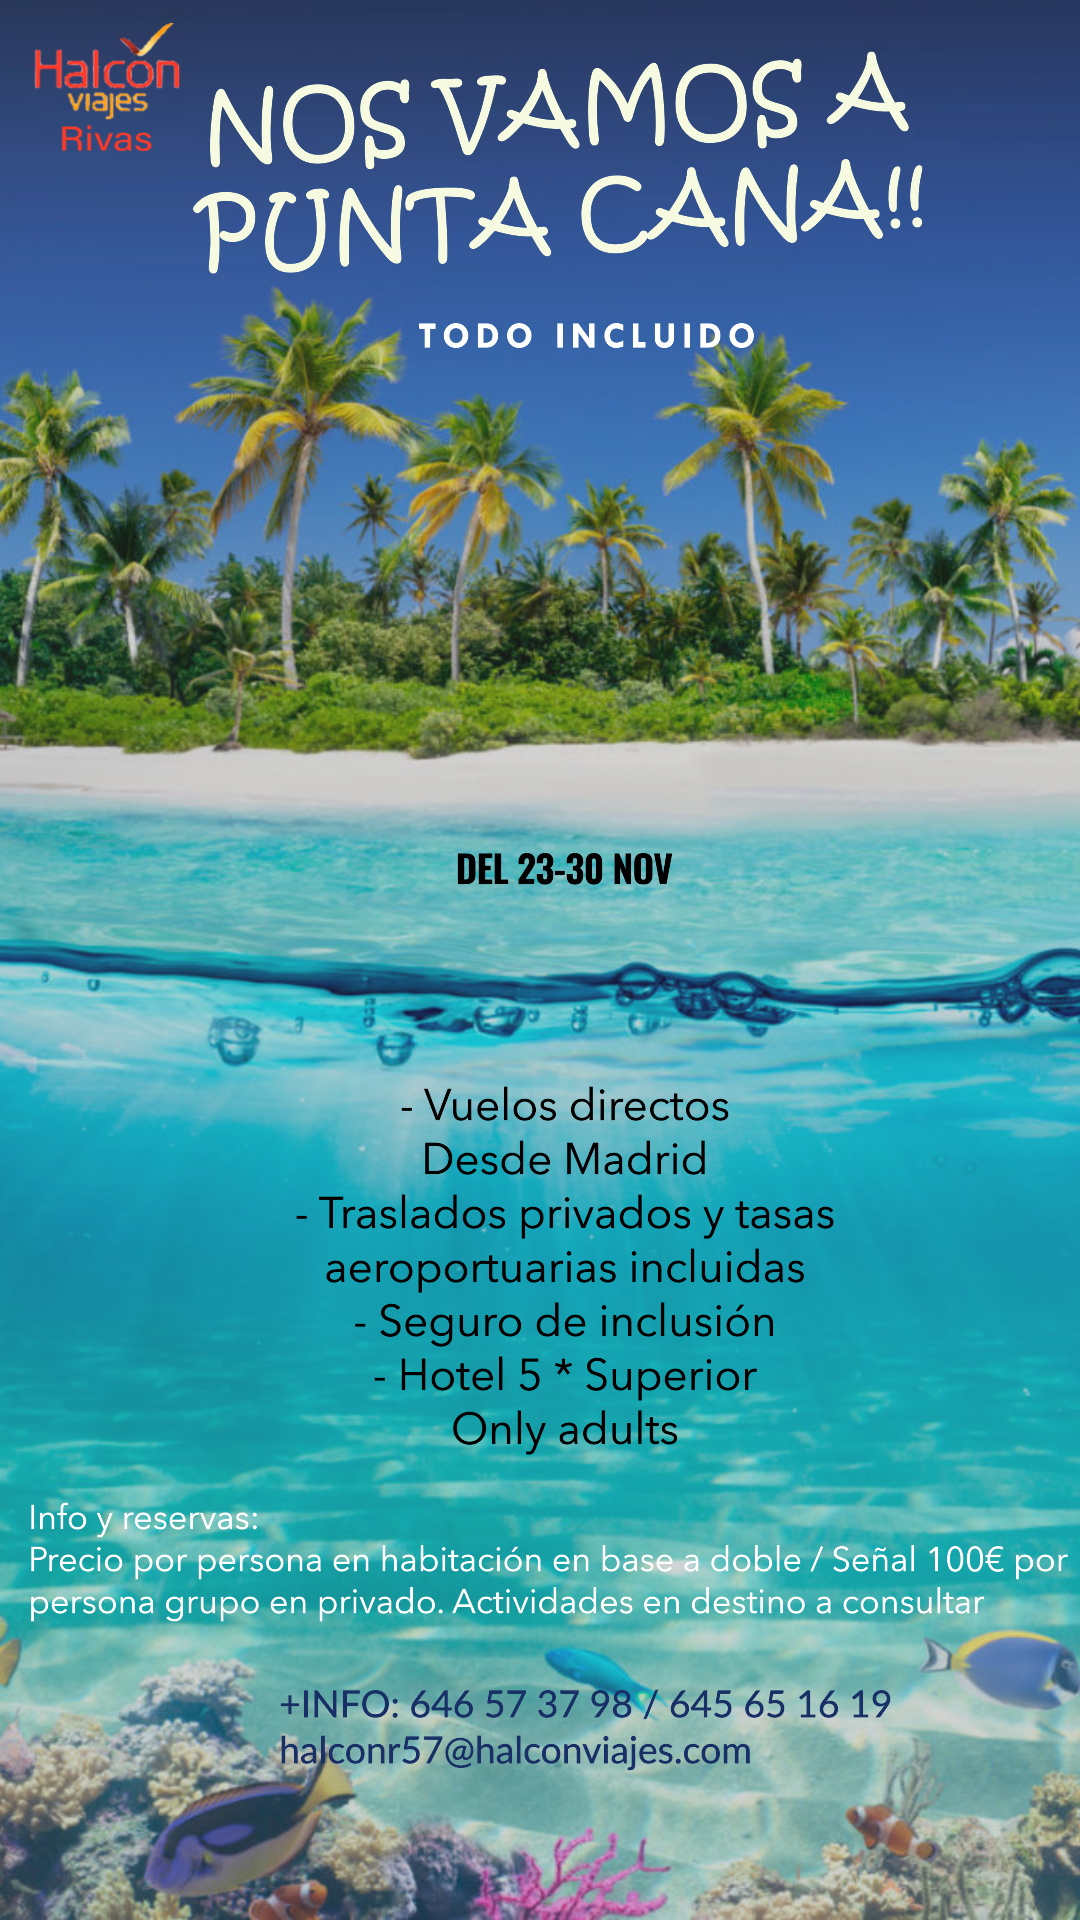 Halcón
viajes
Rivas
NOS VAMOS A
PUNTA CANA!!
TODO INCLUIDO
DEL 23-30 NOV
- Vuelos directos
Desde Madrid
- Traslados privados y tasas
aeroportuarias incluidas
- Seguro de inclusión
- Hotel 5 * Superior
Only adults
Info y reservas:
Precio por persona en habitación en base a doble / Señal 100€ por
persona grupo en privado. Actividades en destino a consultar
+INFO: 646 57 37 98 / 645 65 16 19
halconr57@halconviajes.com